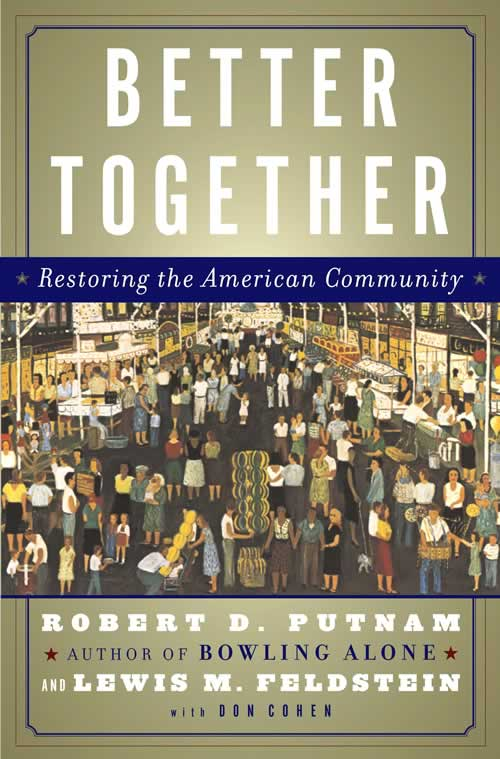 BETTER
TOGETHER
Restoring the American Community
ROBERT D. PUTNAM
AUTHOR OF BOWLING ALONE
AND LEWIS M. FELDSTEIN
with DON COHEN